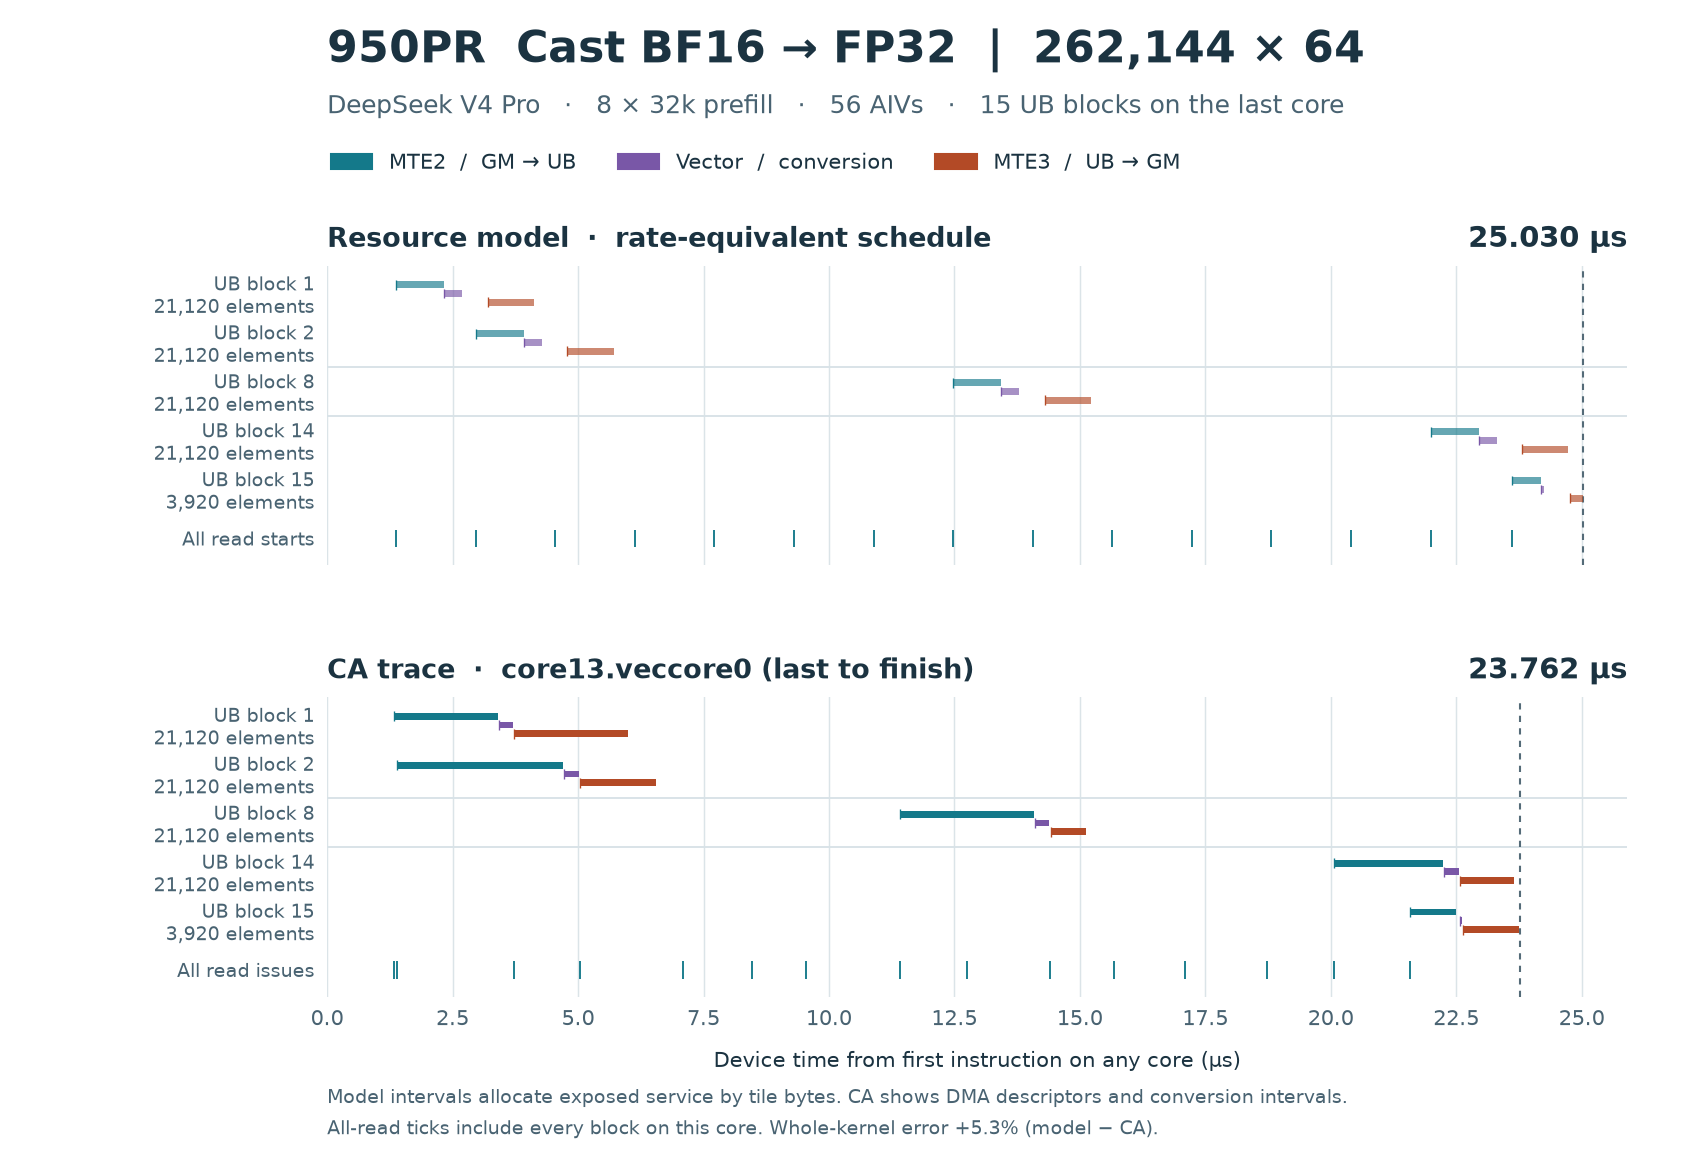 950PR  Cast BF16 → FP32  |  262,144 × 64
DeepSeek V4 Pro  ·  8 × 32k prefill  ·  56 AIVs  ·  15 UB blocks on the last core
MTE2 / GM → UB
Vector / conversion
MTE3 / UB → GM
Resource model · rate-equivalent schedule
25.030 µs
UB block 1
21,120 elements
UB block 2
21,120 elements
UB block 8
21,120 elements
UB block 14
21,120 elements
UB block 15
3,920 elements
All read starts
CA trace · core13.veccore0 (last to finish)
23.762 µs
UB block 1
21,120 elements
UB block 2
21,120 elements
UB block 8
21,120 elements
UB block 14
21,120 elements
UB block 15
3,920 elements
All read issues
0.0 2.5 5.0 7.5 10.0 12.5 15.0 17.5 20.0 22.5 25.0
Device time from first instruction on any core (µs)
Model intervals allocate exposed service by tile bytes. CA shows DMA descriptors and conversion intervals.
All-read ticks include every block on this core. Whole-kernel error +5.3% (model − CA).